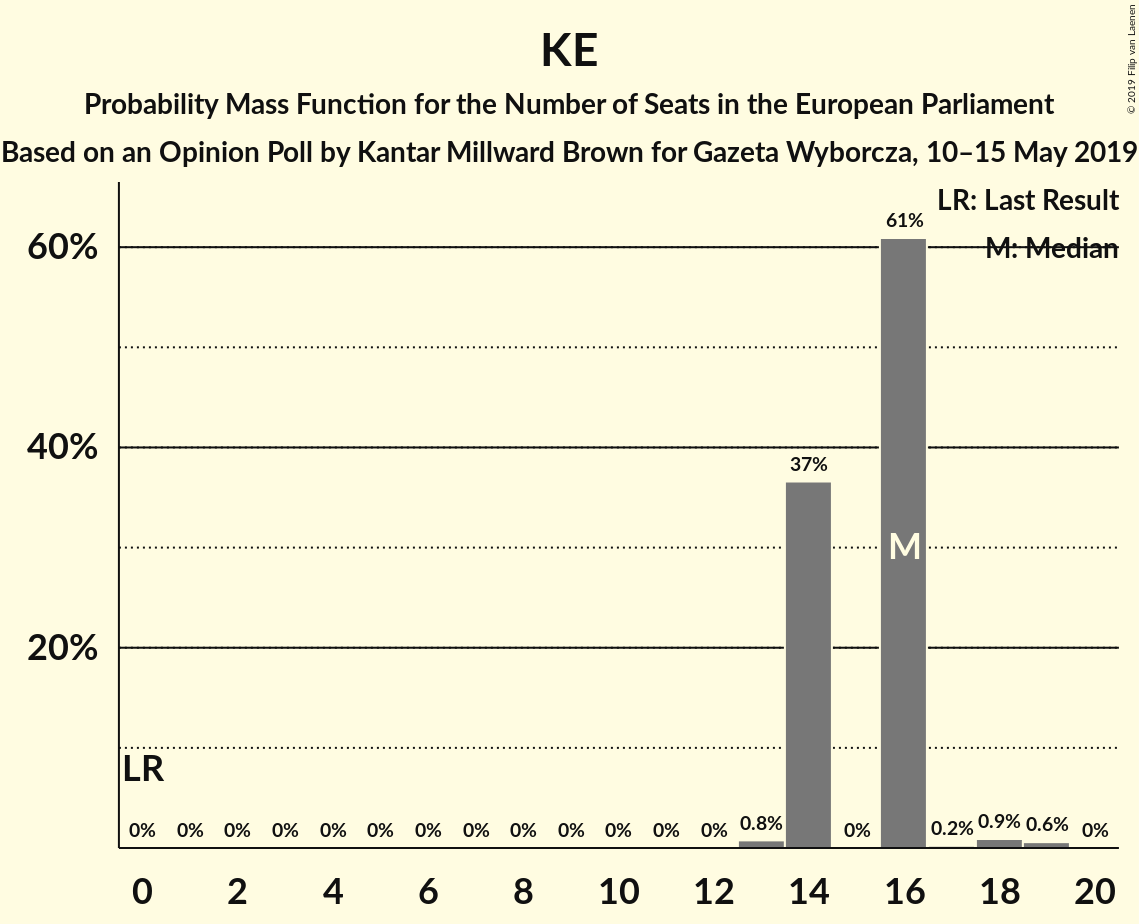 KE
Probability Mass Function for the Number of Seats in the European Parliament
Based on an Opinion Poll by Kantar Millward Brown for Gazeta Wyborcza, 10–15 May 2019
© 2019 Filip van Laenen
LR: Last Result
M: Median
61%
60%
40%
37%
M
20%
LR
0% 0% 0% 0% 0% 0% 0% 0% 0% 0% 0% 0% 0% 0.8% 0% 0.2% 0.9% 0.6% 0%
0 2 4 6 8 10 12 14 16 18 20